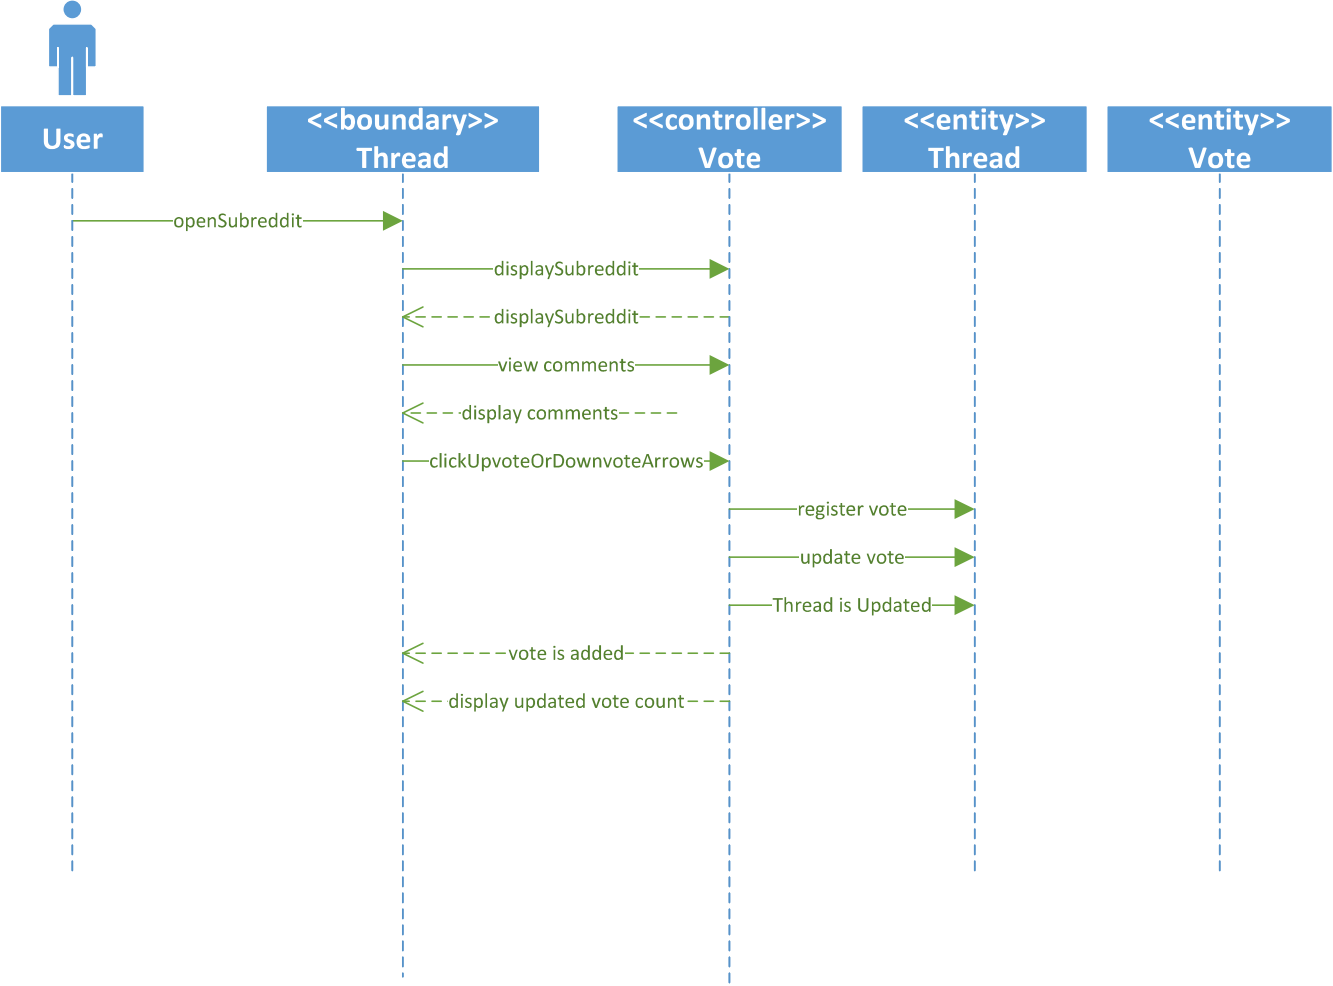 User
<<boundary>>
Thread
<<controller>>
Vote
<<entity>>
Thread
<<entity>>
Vote
openSubreddit
displaySubreddit
displaySubreddit
view comments
display comments
clickUpvoteOrDownvoteArrows
register vote
update vote
Thread is Updated
vote is added
display updated vote count